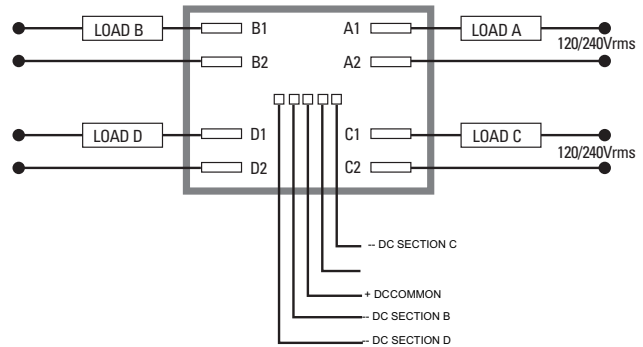 LOAD B B1 A1 LOAD A
120/240Vrms
B2 A2
LOAD D D1 C1 LOAD C
120/240Vrms
D2 C2
-- DC SECTION C
+ DCCOMMON
-- DC SECTION B
-- DC SECTION D